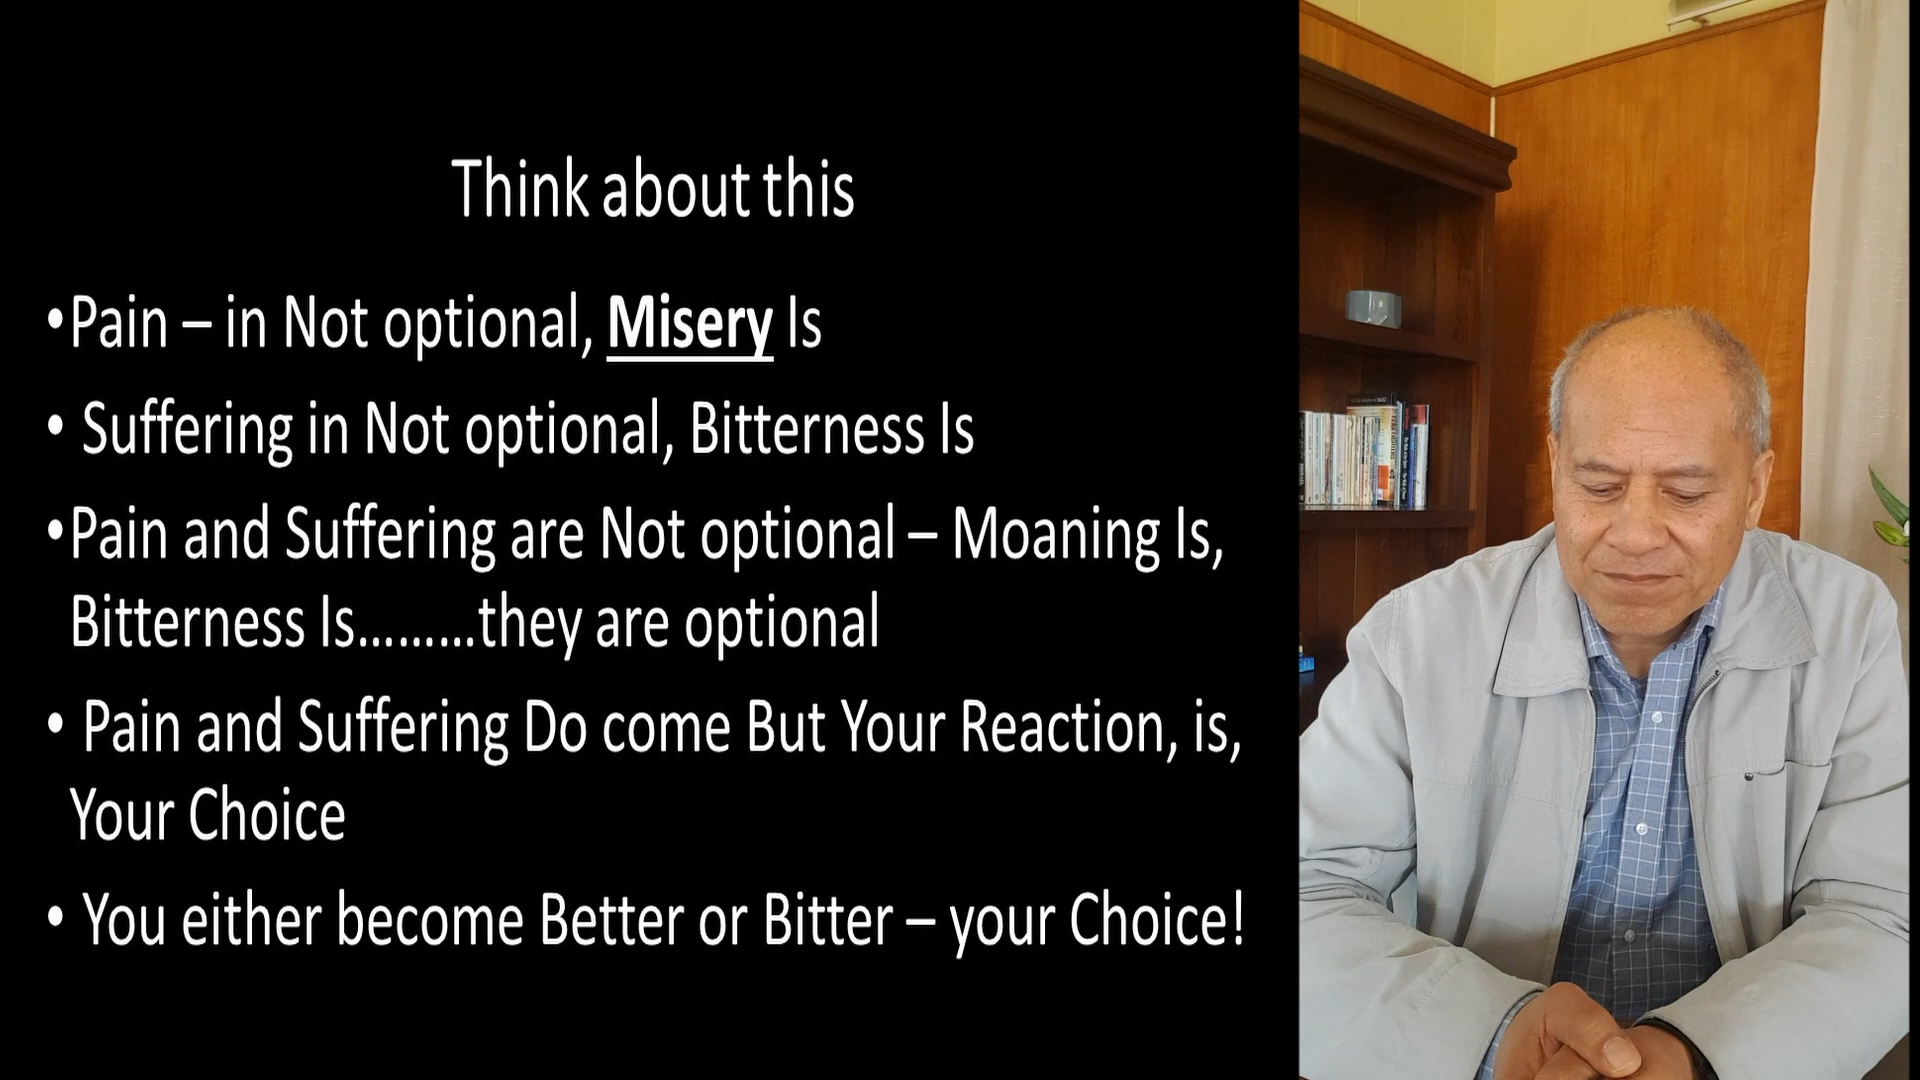 Think about this
•Pain – in Not optional, Misery Is
• Suffering in Not optional, Bitterness Is
•Pain and Suffering are Not optional – Moaning Is,
Bitterness Is………they are optional
• Pain and Suffering Do come But Your Reaction, is,
Your Choice
• You either become Better or Bitter – your Choice!